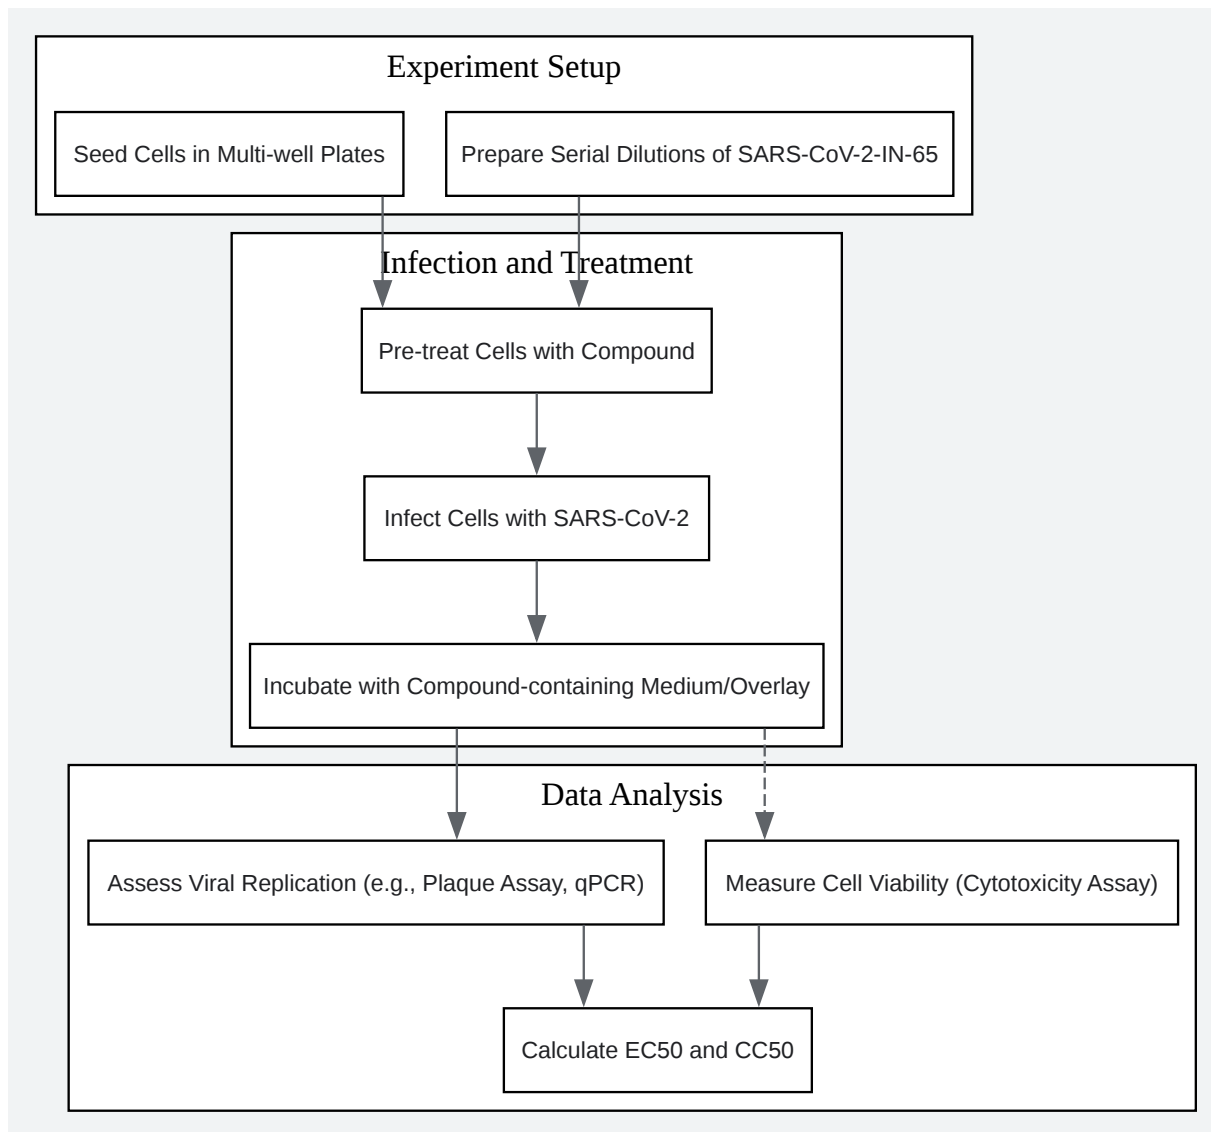 Experiment Setup
Seed Cells in Multi-well Plates
Prepare Serial Dilutions of SARS-CoV-2-IN-65
Infection and Treatment
Pre-treat Cells with Compound
Infect Cells with SARS-CoV-2
Incubate with Compound-containing Medium/Overlay
Data Analysis
Assess Viral Replication (e.g., Plaque Assay, qPCR)
Measure Cell Viability (Cytotoxicity Assay)
Calculate EC50 and CC50